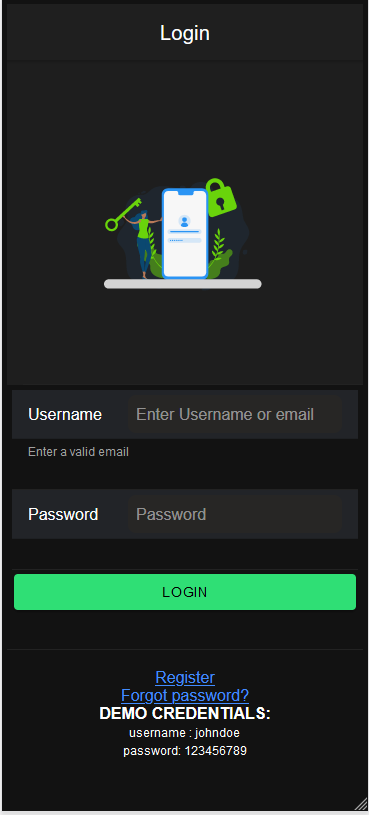 Login
Username Enter Username or email
Enter a valid email
Password Password
LOGIN
Register
Forgot password?
DEMO CREDENTIALS:
username : johndoe
password: 123456789